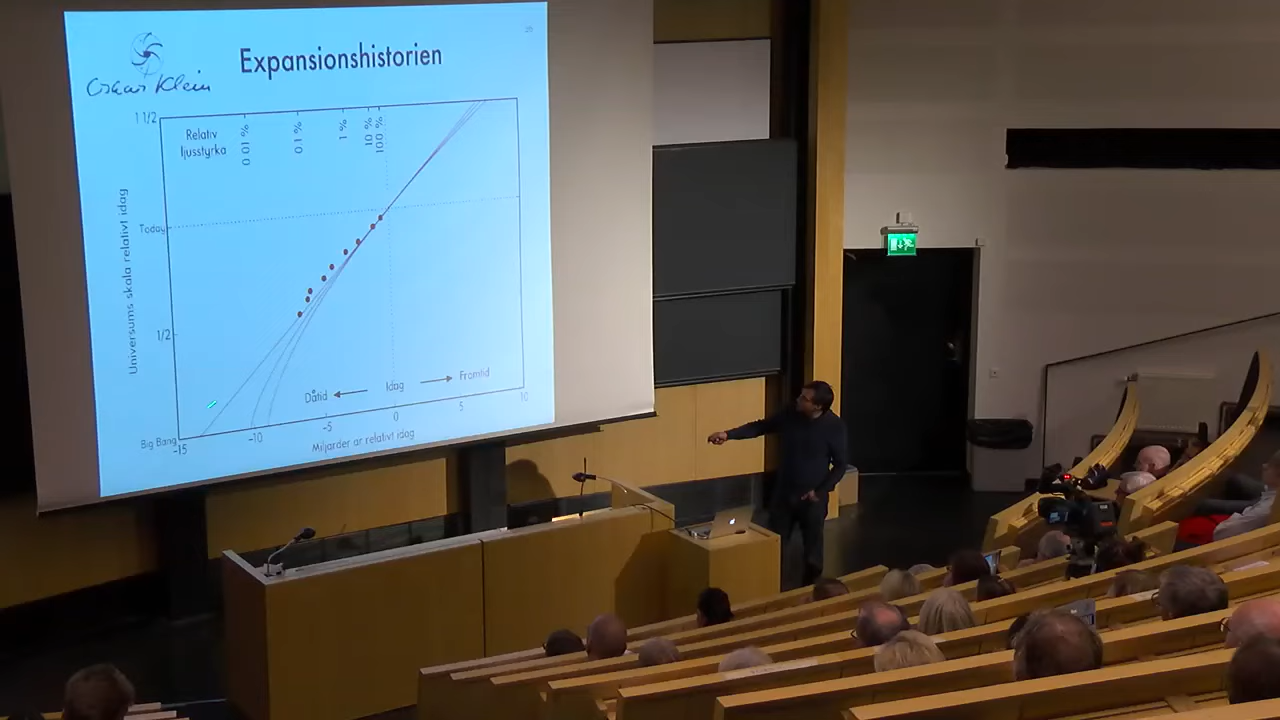 Oskar Klein
Expansionshistorien
1 1/2
Relativ
ljusstyrka
0.01 %
0.1 %
1 %
10 %
100 %
Universums skala relativt idag
Today
1/2
Big Bang
Dåtid
Idag
Framtid
-15
-10
-5
0
5
10
Miljarder år relativt idag